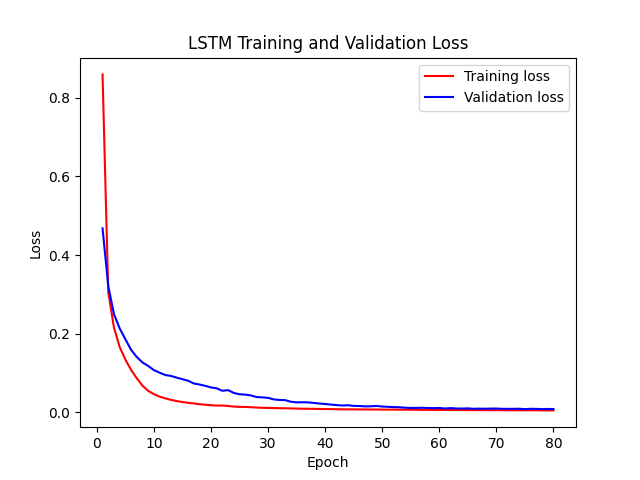 LSTM Training and Validation Loss
Training loss
Validation loss
0.8
0.6
0.4
0.2
0.0
Loss
0 10 20 30 40 50 60 70 80
Epoch